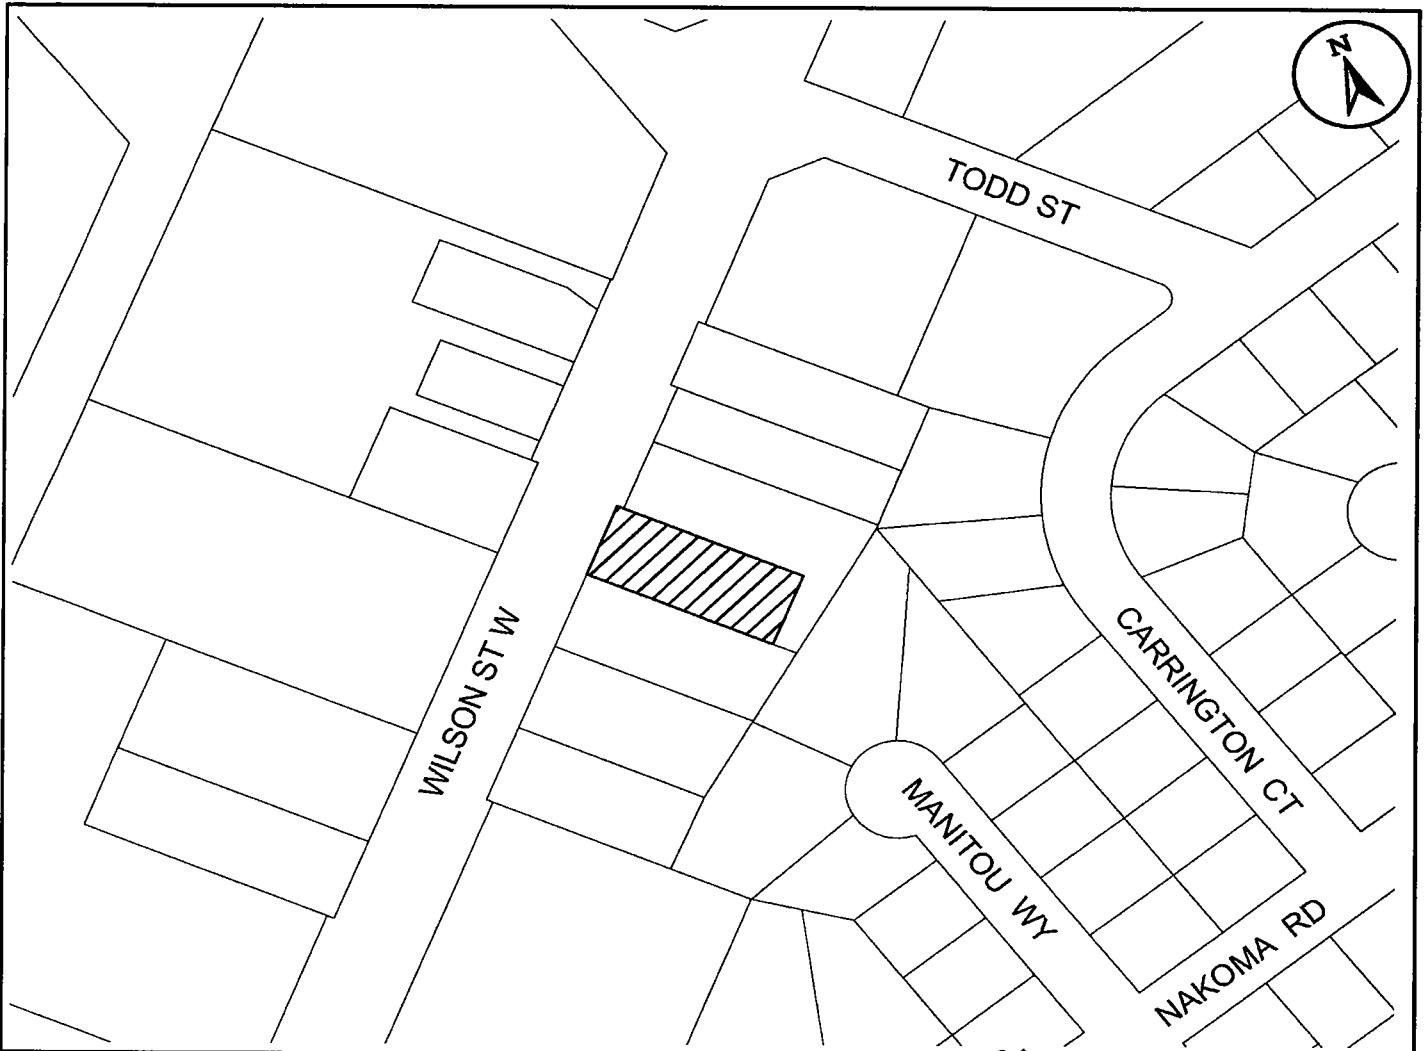 N
TODD ST
WILSON ST W
CARRINGTON CT
MANITOU WY
NAKOMA RD